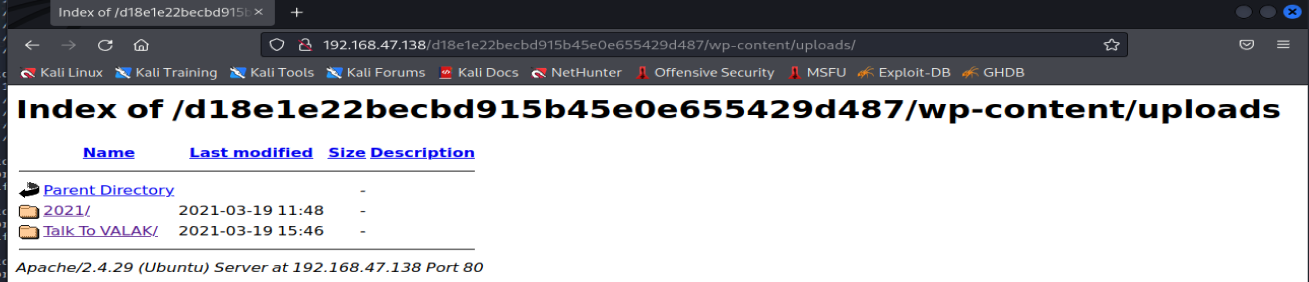 Index of /d18e1e22becbd915b
192.168.47.138/d18e1e22becbd915b45e0e655429d487/wp-content/uploads/
Kali Linux Kali Training Kali Tools Kali Forums Kali Docs NetHunter Offensive Security MSFU Exploit-DB GHDB
Index of /d18e1e22becbd915b45e0e655429d487/wp-content/uploads
Name Last modified Size Description
Parent Directory -
2021/ 2021-03-19 11:48 -
Talk To VALAK/ 2021-03-19 15:46 -
Apache/2.4.29 (Ubuntu) Server at 192.168.47.138 Port 80